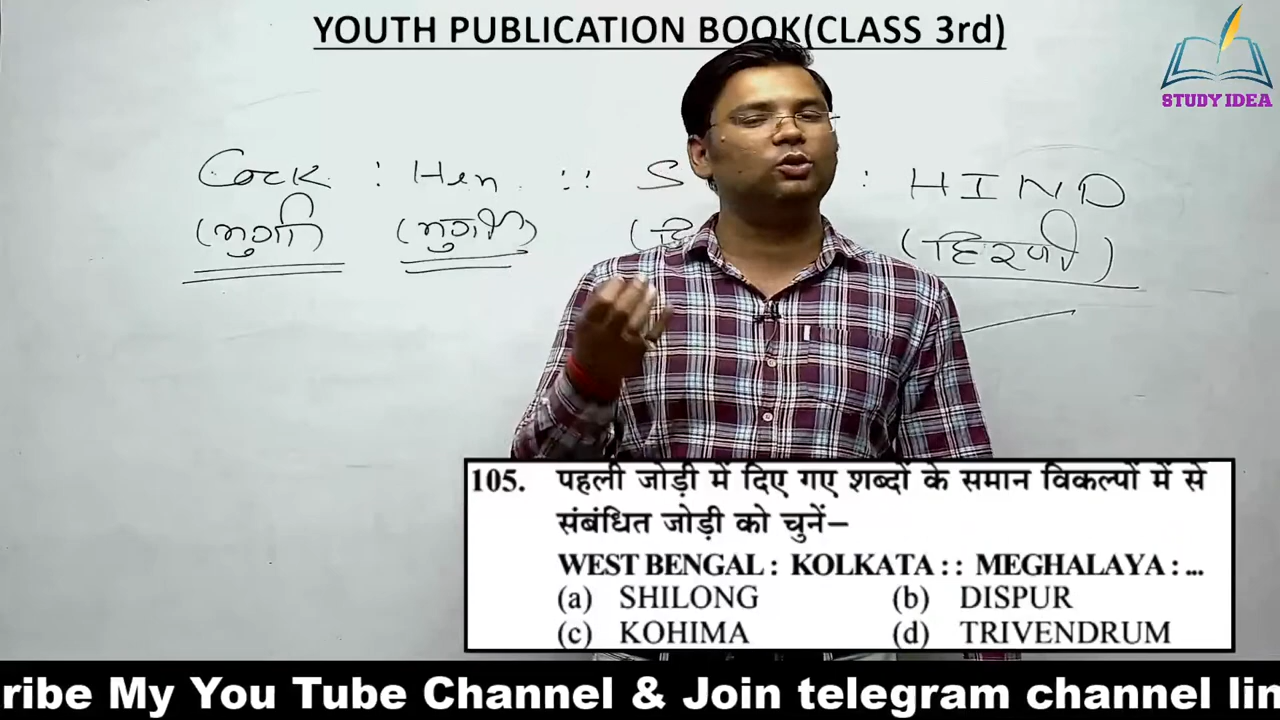 YOUTH PUBLICATION BOOK(CLASS 3rd)
STUDY IDEA
Cock : Hen :: S : HIND
(मुर्गा) (मुर्गी) (हि (हिरणी)
105. पहली जोड़ी में दिए गए शब्दों के समान विकल्पों में से
संबंधित जोड़ी को चुनें–
WEST BENGAL : KOLKATA : : MEGHALAYA : ...
(a) SHILONG (b) DISPUR
(c) KOHIMA (d) TRIVENDRUM
ribe My You Tube Channel & Join telegram channel lin